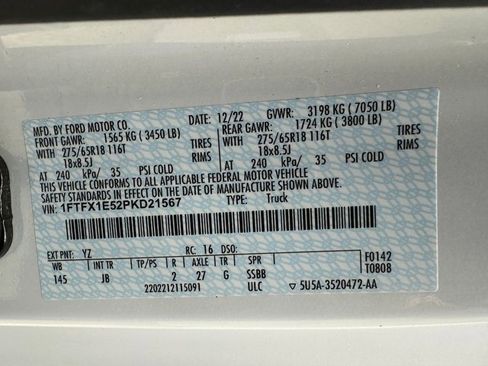 MFD. BY FORD MOTOR CO. 12/22 GVWR: 3198 KG ( 7050 LB)
FRONT GAWR: 1565 KG ( 3450 LB) REAR GAWR: 1724 KG ( 3800 LB)
WITH 275/65R18 116T TIRES WITH 275/65R18 116T TIRES
18x8.5J RIMS 18x8.5J RIMS
AT 240 kPa/ 35 PSI COLD AT 240 kPa/ 35 PSI COLD
THIS VEHICLE CONFORMS TO ALL APPLICABLE FEDERAL MOTOR VEHICLE
SAFETY STANDARDS IN EFFECT ON THE DATE OF MANUFACTURE SHOWN ABOVE.
VIN: 1FTFX1E52PKD21567 TYPE: Truck
EXT PNT: YZ RC: 16 DSO: F0142
WB INT TR TP/PS R AXLE TR SPR T0808
145 JB 2 27 G SSBB
2202212115091 ULC ▽ 5U5A-3520472-AA